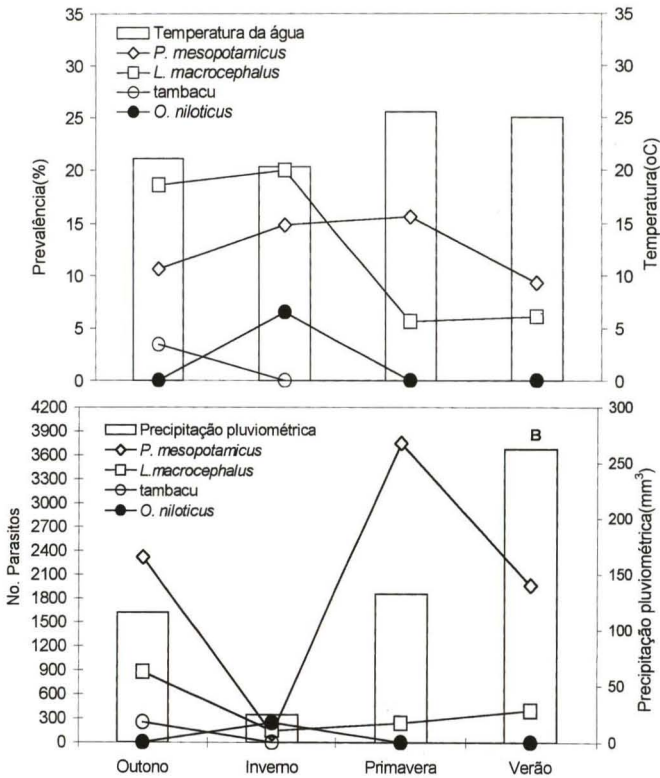 35
30
25
20
15
10
5
0
Prevalência(%)
Temperatura da água
P. mesopotamicus
L. macrocephalus
tambacu
O. niloticus
35
30
25
20
15
10
5
0
Temperatura(oC)
4200
3900
3600
3300
3000
2700
2400
2100
1800
1500
1200
900
600
300
0
No. Parasitos
Precipitação pluviométrica
P. mesopotamicus
L.macrocephalus
tambacu
O. niloticus
B
300
250
200
150
100
50
0
Precipitação pluviométrica(mm³)
Outono
Inverno
Primavera
Verão